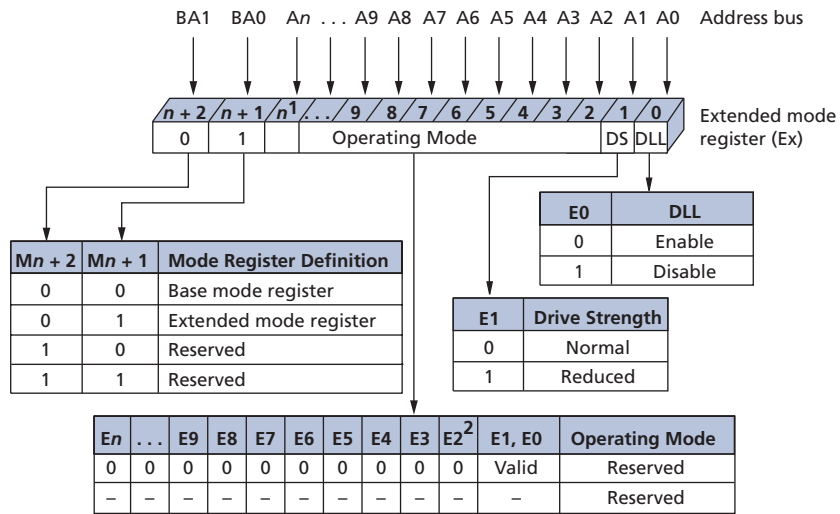 BA1 BA0 An . . . A9 A8 A7 A6 A5 A4 A3 A2 A1 A0 Address bus
n + 2 n + 1 n1 . . . 9 8 7 6 5 4 3 2 1 0 Extended mode
register (Ex)
0 1 Operating Mode DS DLL
E0 DLL
0 Enable
1 Disable
Mn + 2 Mn + 1 Mode Register Definition
0 0 Base mode register
0 1 Extended mode register
1 0 Reserved
1 1 Reserved
E1 Drive Strength
0 Normal
1 Reduced
En . . . E9 E8 E7 E6 E5 E4 E3 E2² E1, E0 Operating Mode
0 0 0 0 0 0 0 0 0 0 Valid Reserved
– – – – – – – – – – – Reserved